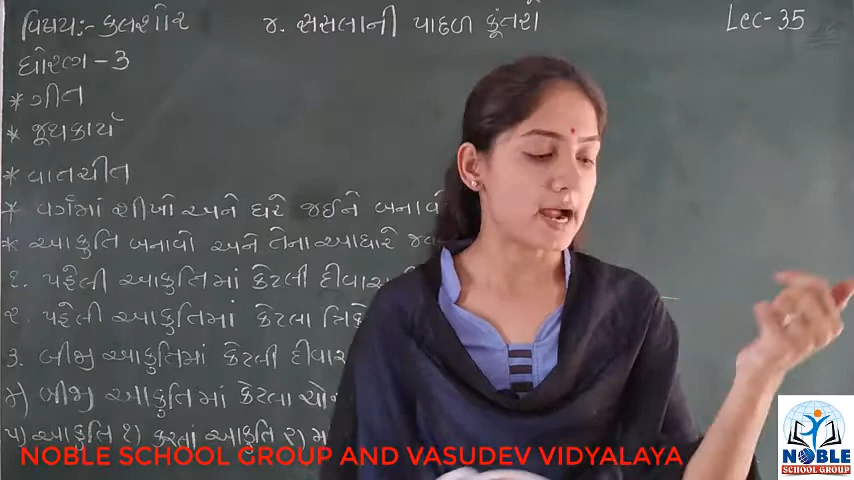 વિષય:- કલશોર ૪. સસલાની પાછળ કૂતરો Lec-35
ધોરણ - 3
* ગીત
* જૂથકાર્ય
* વાતચીત
* વર્ગમાં શીખો અને ઘરે જઈને બનાવો
* આકૃતિ બનાવો અને તેના આધારે
૧. પહેલી આકૃતિમાં કેટલી
૨. પહેલી આકૃતિમાં કેટલા
૩. બીજી આકૃતિમાં કેટલી
૪) બીજી આકૃતિમાં કેટલા
૫) આકૃતિ ૧) કરતાં આકૃતિ ૨)
NOBLE SCHOOL GROUP AND VASUDEV VIDYALAYA
NOBLE
SCHOOL GROUP